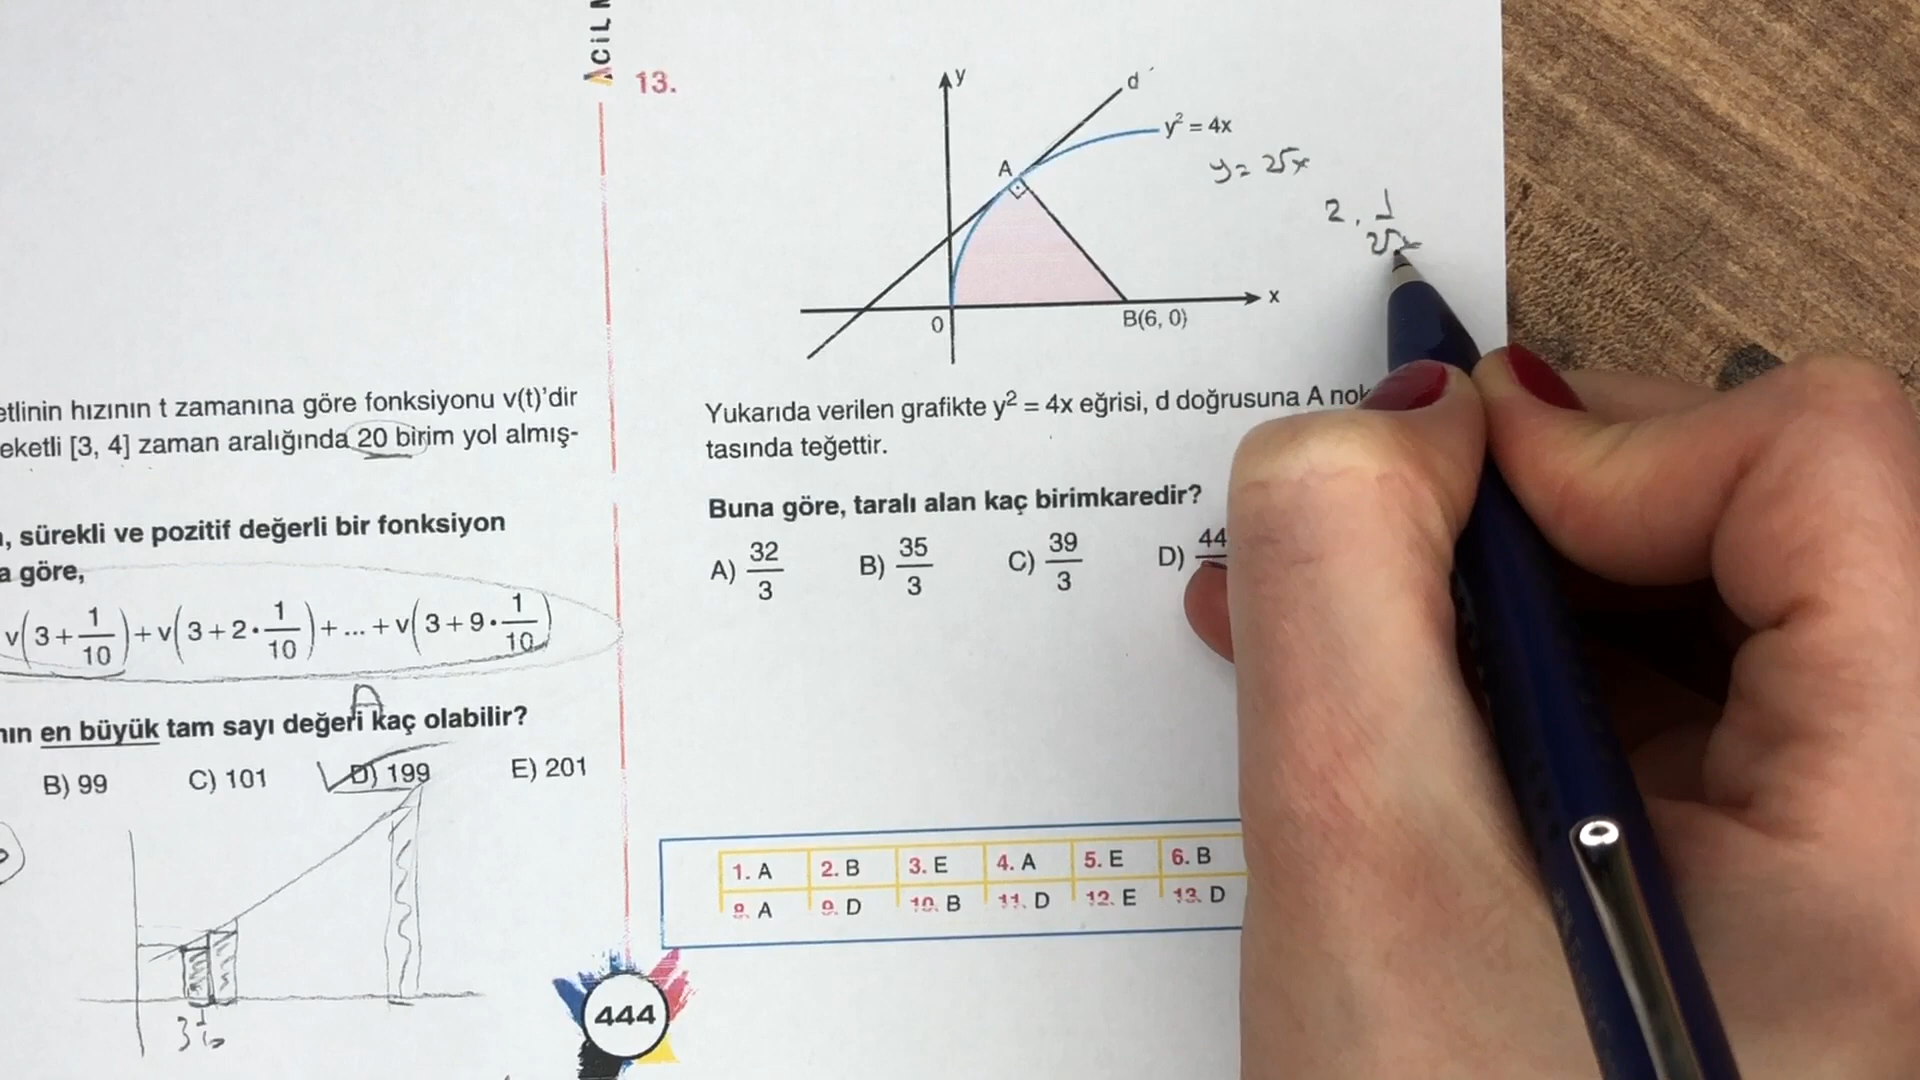 ACİL M
etlinin hızının t zamanına göre fonksiyonu v(t)'dir
eketli [3, 4] zaman aralığında 20 birim yol almış-
, sürekli ve pozitif değerli bir fonksiyon
a göre,
v(3+1/10)+v(3+2·1/10)+...+v(3+9·1/10)
A
nın en büyük tam sayı değeri kaç olabilir?
B) 99 C) 101 D) 199 E) 201
3 1/10
444
13.
y
d
y² = 4x
y = 2√x
2 . 1/2√x
A
0
B(6, 0)
x
Yukarıda verilen grafikte y² = 4x eğrisi, d doğrusuna A nok
tasında teğettir.
Buna göre, taralı alan kaç birimkaredir?
A) 32/3 B) 35/3 C) 39/3 D) 44
1. A 2. B 3. E 4. A 5. E 6. B
8. A 9. D 10. B 11. D 12. E 13. D